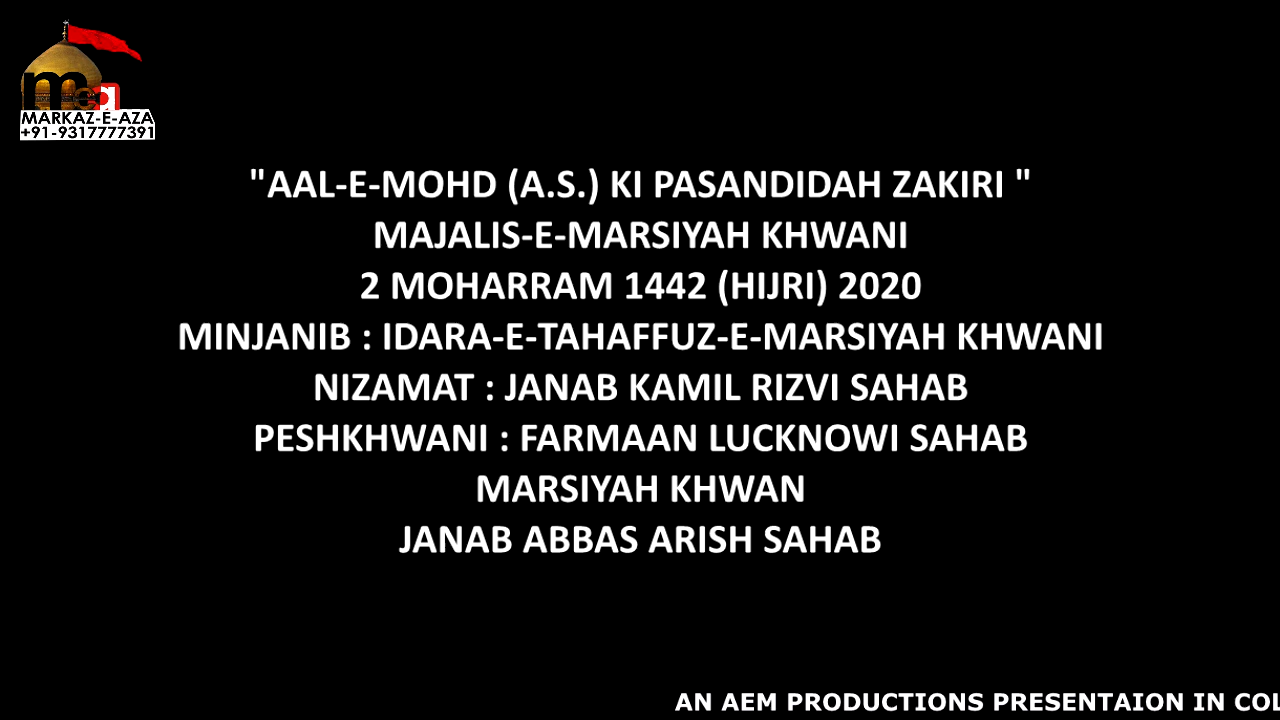 mea
MARKAZ-E-AZA
+91-9317777391
"AAL-E-MOHD (A.S.) KI PASANDIDAH ZAKIRI "
MAJALIS-E-MARSIYAH KHWANI
2 MOHARRAM 1442 (HIJRI) 2020
MINJANIB : IDARA-E-TAHAFFUZ-E-MARSIYAH KHWANI
NIZAMAT : JANAB KAMIL RIZVI SAHAB
PESHKHWANI : FARMAAN LUCKNOWI SAHAB
MARSIYAH KHWAN
JANAB ABBAS ARISH SAHAB
AN AEM PRODUCTIONS PRESENTAION IN COL